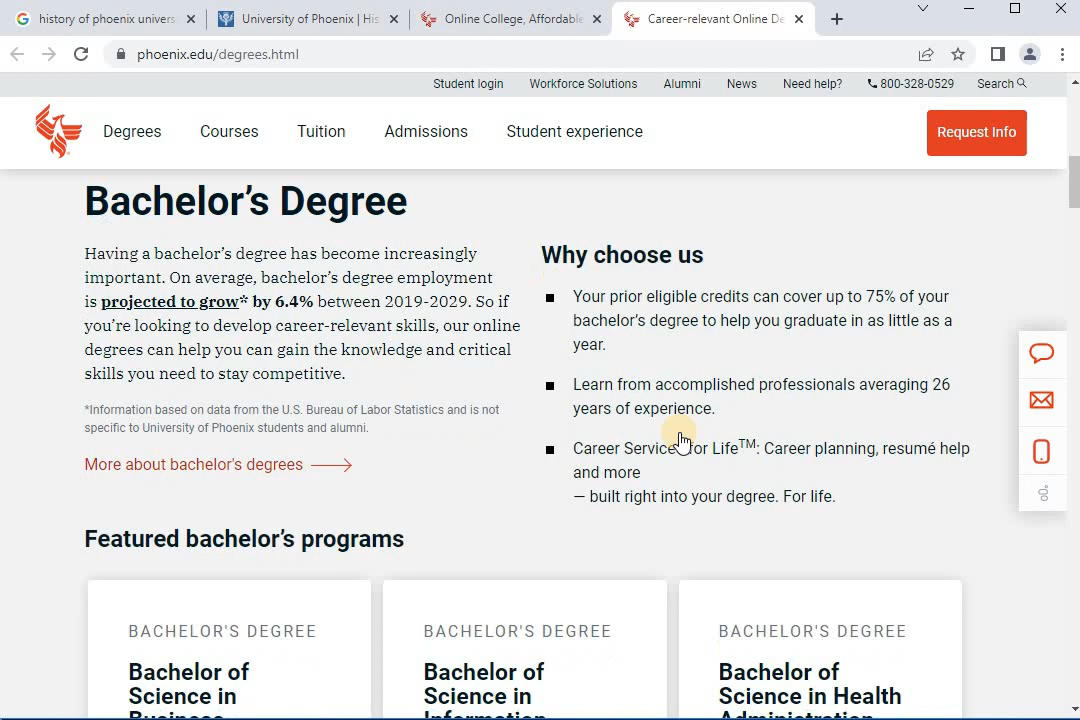 history of phoenix univers
University of Phoenix | His
Online College, Affordable
Career-relevant Online De
phoenix.edu/degrees.html
Student login Workforce Solutions Alumni News Need help? 800-328-0529 Search
Degrees Courses Tuition Admissions Student experience Request Info
Bachelor’s Degree
Having a bachelor’s degree has become increasingly
important. On average, bachelor’s degree employment
is projected to grow* by 6.4% between 2019-2029. So if
you’re looking to develop career-relevant skills, our online
degrees can help you can gain the knowledge and critical
skills you need to stay competitive.
*Information based on data from the U.S. Bureau of Labor Statistics and is not
specific to University of Phoenix students and alumni.
More about bachelor's degrees
Why choose us
Your prior eligible credits can cover up to 75% of your
bachelor’s degree to help you graduate in as little as a
year.
Learn from accomplished professionals averaging 26
years of experience.
Career Services for Life™: Career planning, resumé help
and more
— built right into your degree. For life.
Featured bachelor’s programs
BACHELOR'S DEGREE
Bachelor of
Science in
Business
BACHELOR'S DEGREE
Bachelor of
Science in
Information
BACHELOR'S DEGREE
Bachelor of
Science in Health
Administration